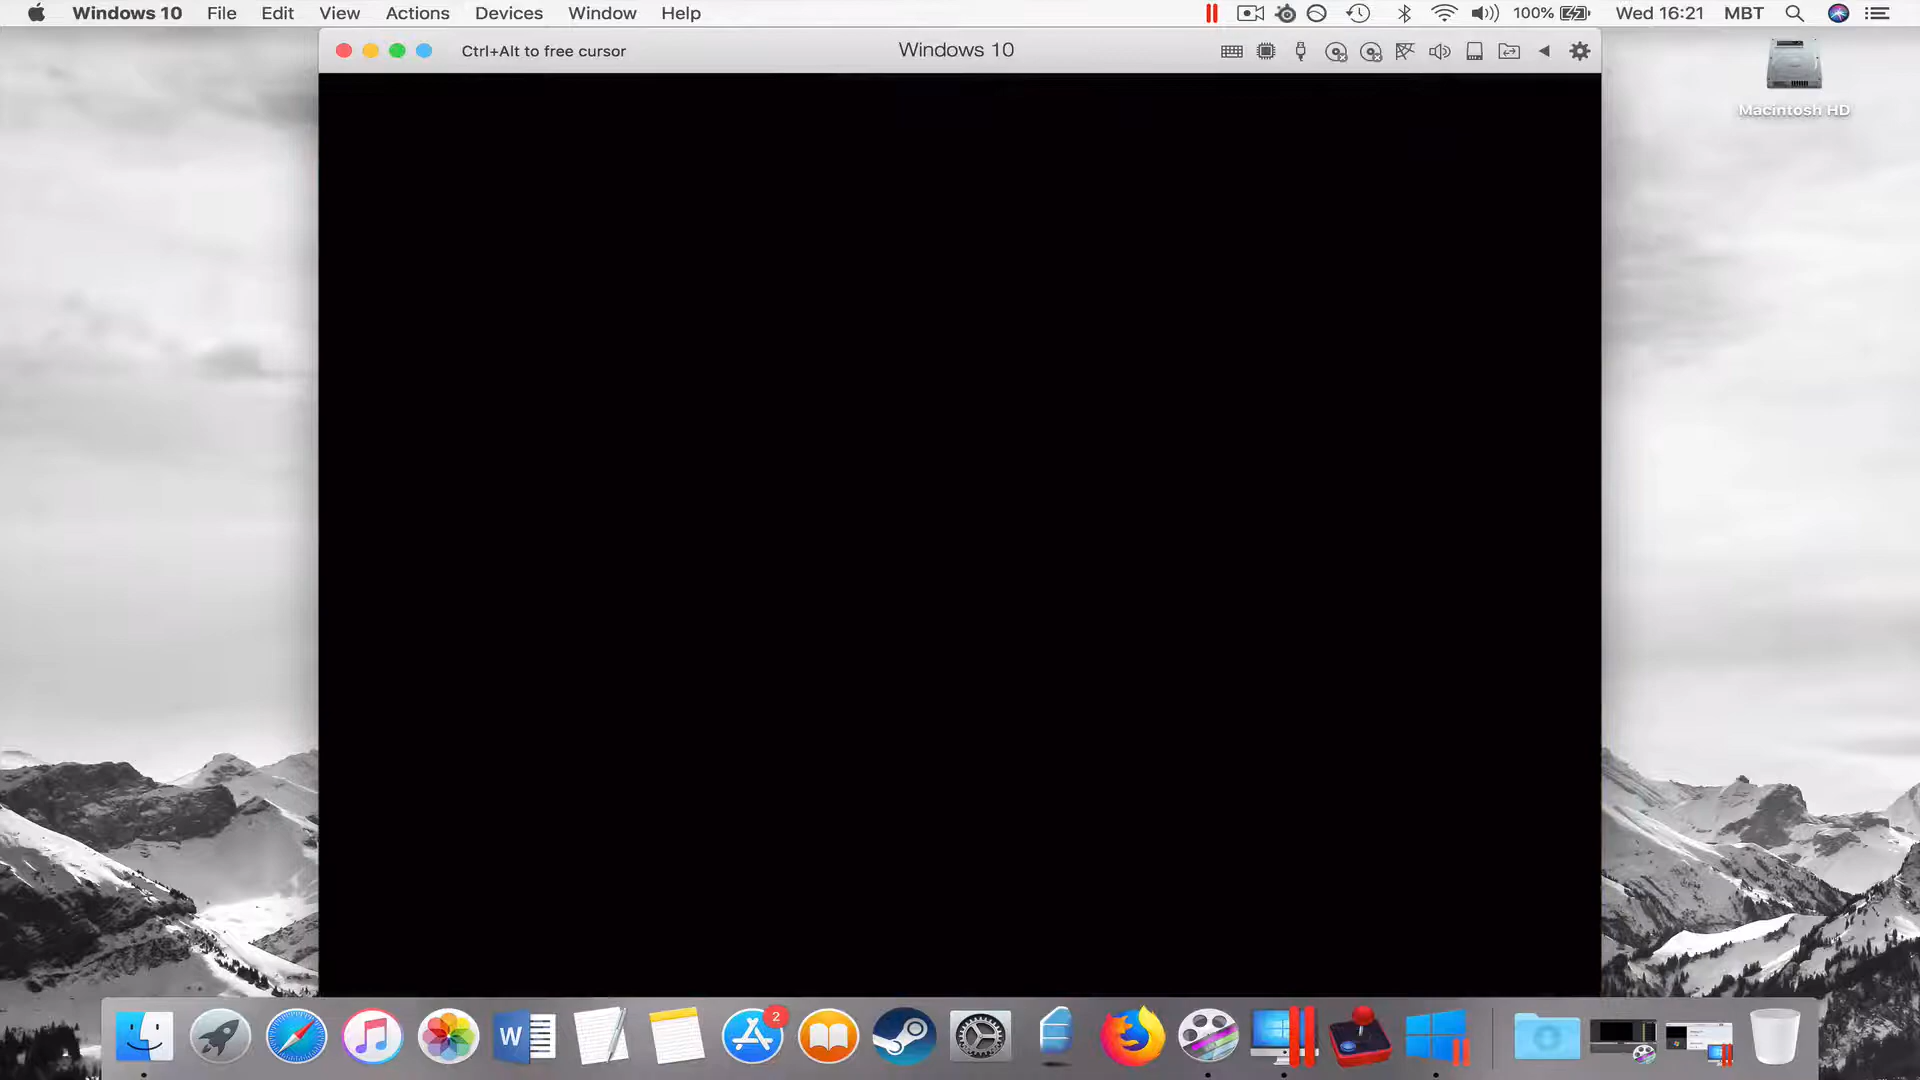 Windows 10 File Edit View Actions Devices Window Help 100% Wed 16:21 MBT
Ctrl+Alt to free cursor Windows 10
Macintosh HD
2
W